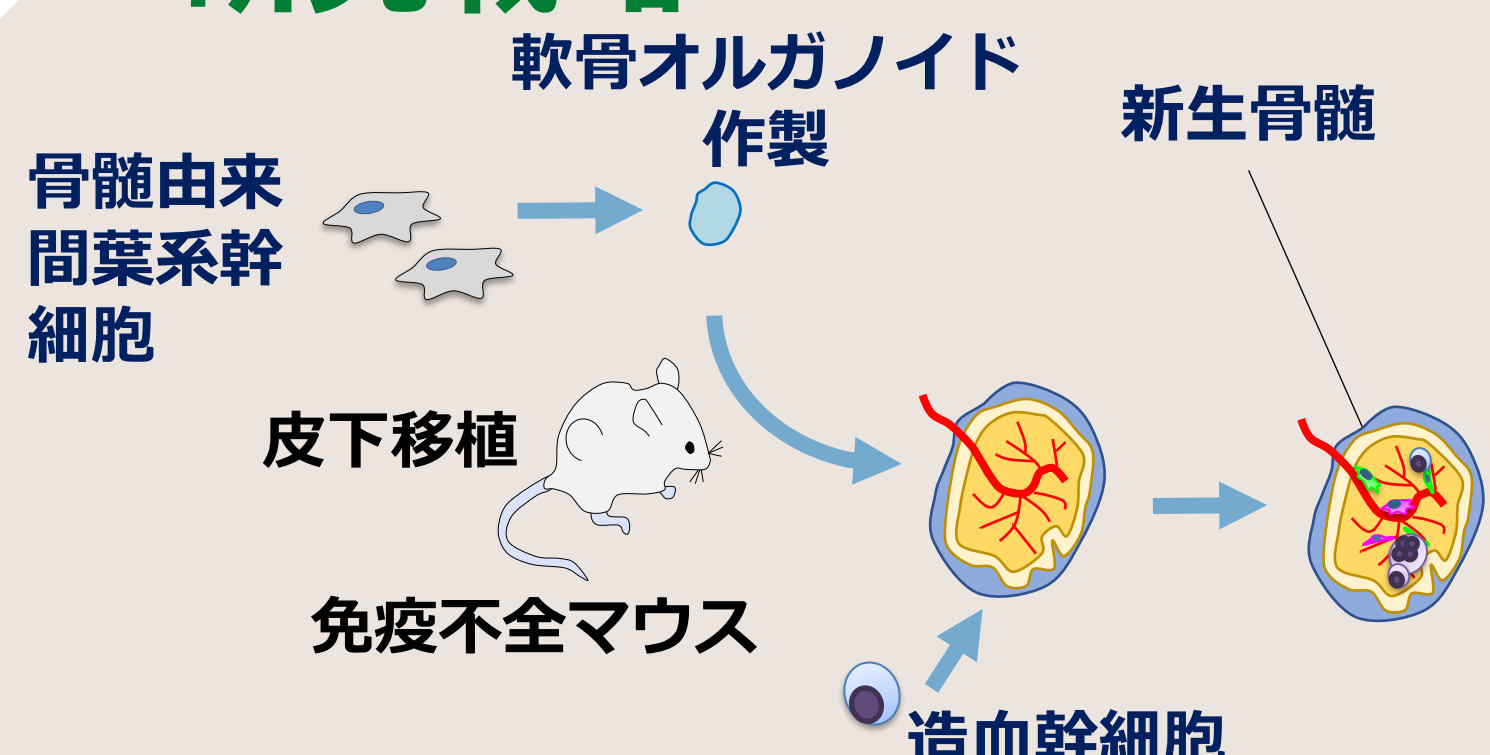 軟骨オルガノイド
作製
新生骨髄
骨髄由来
間葉系幹
細胞
皮下移植
免疫不全マウス
造血幹細胞